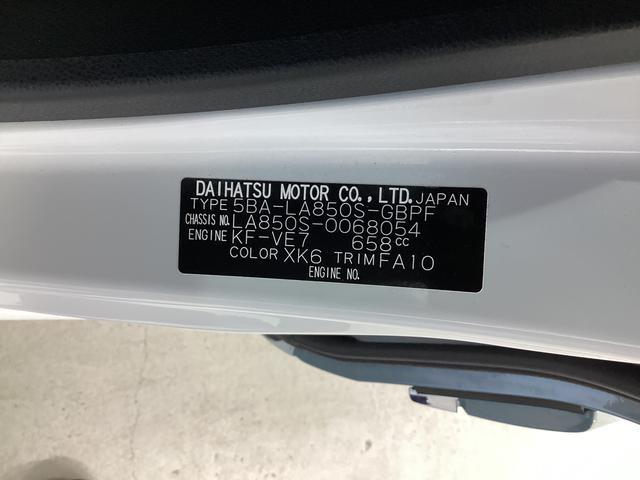 DAIHATSU MOTOR CO., LTD. JAPAN
TYPE 5BA-LA850S-GBPF
CHASSIS NO. LA850S-0068054
ENGINE KF-VE7 658cc
COLOR XK6 TRIM FA10
ENGINE NO.